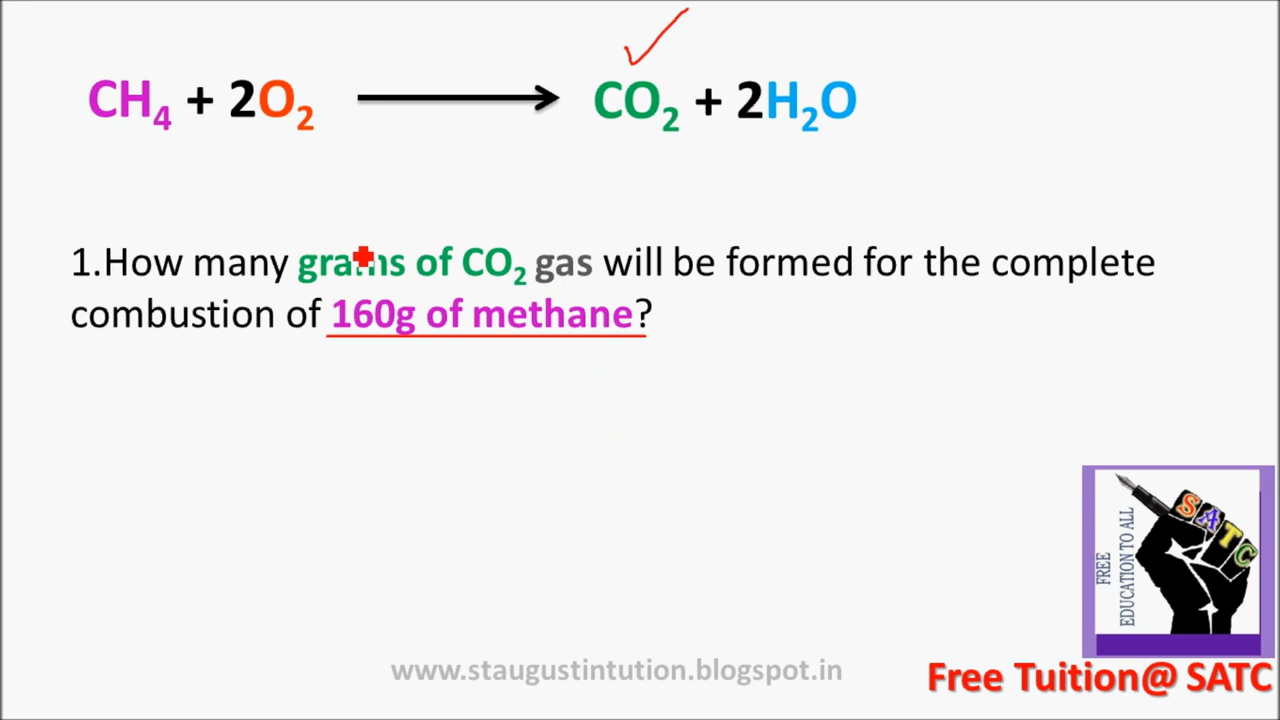 CH₄ + 2O₂ ⟶ CO₂ + 2H₂O
1.How many grams of CO₂ gas will be formed for the complete
combustion of 160g of methane?
FREE
EDUCATION TO ALL
SATC
www.staugustintution.blogspot.in
Free Tuition@ SATC